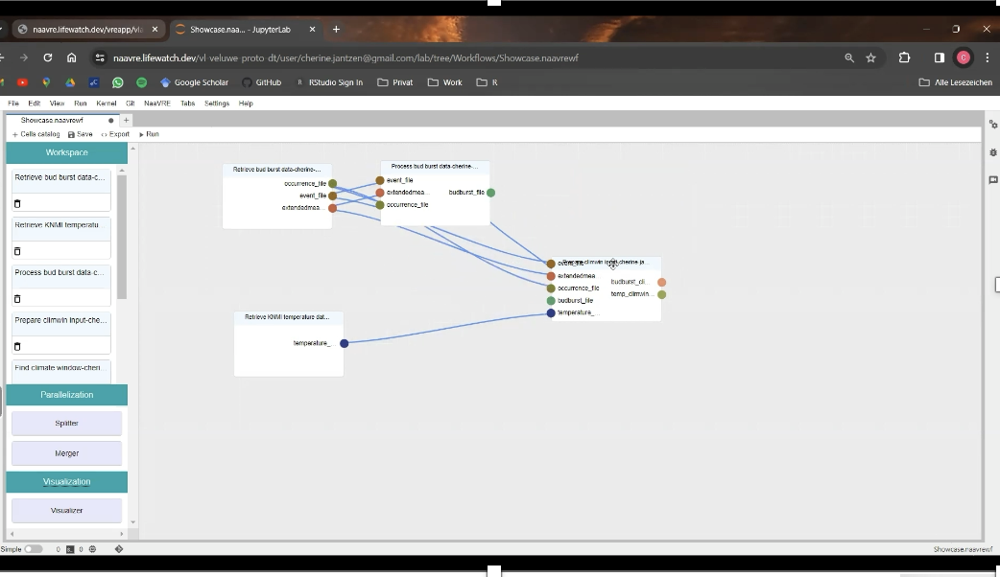 naavre.lifewatch.dev/vreapp/vla
Showcase.naa... - JupyterLab
naavre.lifewatch.dev/vl-veluwe-proto-dt/user/cherine.jantzen@gmail.com/lab/tree/Workflows/Showcase.naavrewf
C
Google Scholar
GitHub
R RStudio Sign In
Privat
Work
R
Alle Lesezeichen
File Edit View Run Kernel Git NaaVRE Tabs Settings Help
Showcase.naavrewf
+ Cells catalog Save Export Run
Workspace
Retrieve bud burst data-c...
Retrieve KNMI temperatu...
Process bud burst data-c...
Prepare climwin input-che...
Find climate window-cheri...
Parallelization
Splitter
Merger
Visualization
Visualizer
Retrieve bud burst data-cherine-...
occurrence_file
event_file
extendedmea...
Process bud burst data-cherine-...
event_file
extendedmea...
budburst_file
occurrence_file
Prepare climwin input-cherine-ja...
extendedmea
budburst_cli...
occurrence_file
temp_climwin...
budburst_file
temperature_...
Retrieve KNMI temperature dat...
temperature_...
Simple 0 0
Showcase.naavrewf